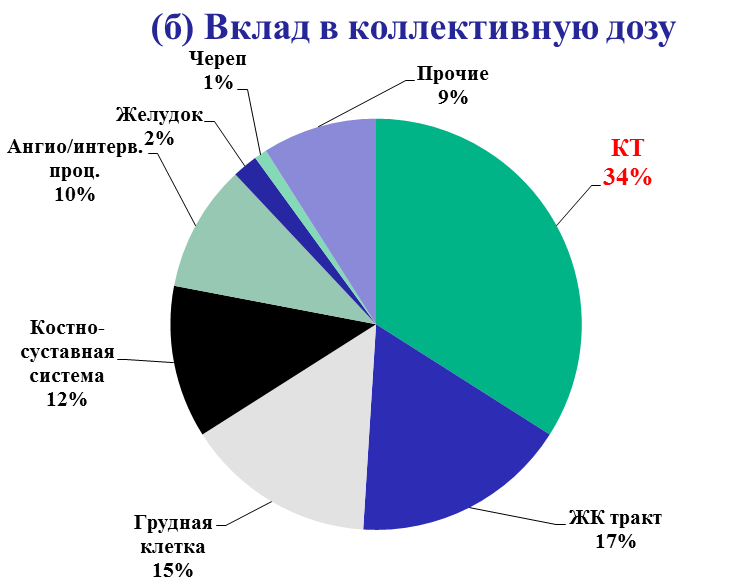 (б) Вклад в коллективную дозу
Череп
1%
Прочие
9%
Желудок
2%
Ангио/интерв.
проц.
10%
КТ
34%
Костно-
суставная
система
12%
Грудная
клетка
15%
ЖК тракт
17%